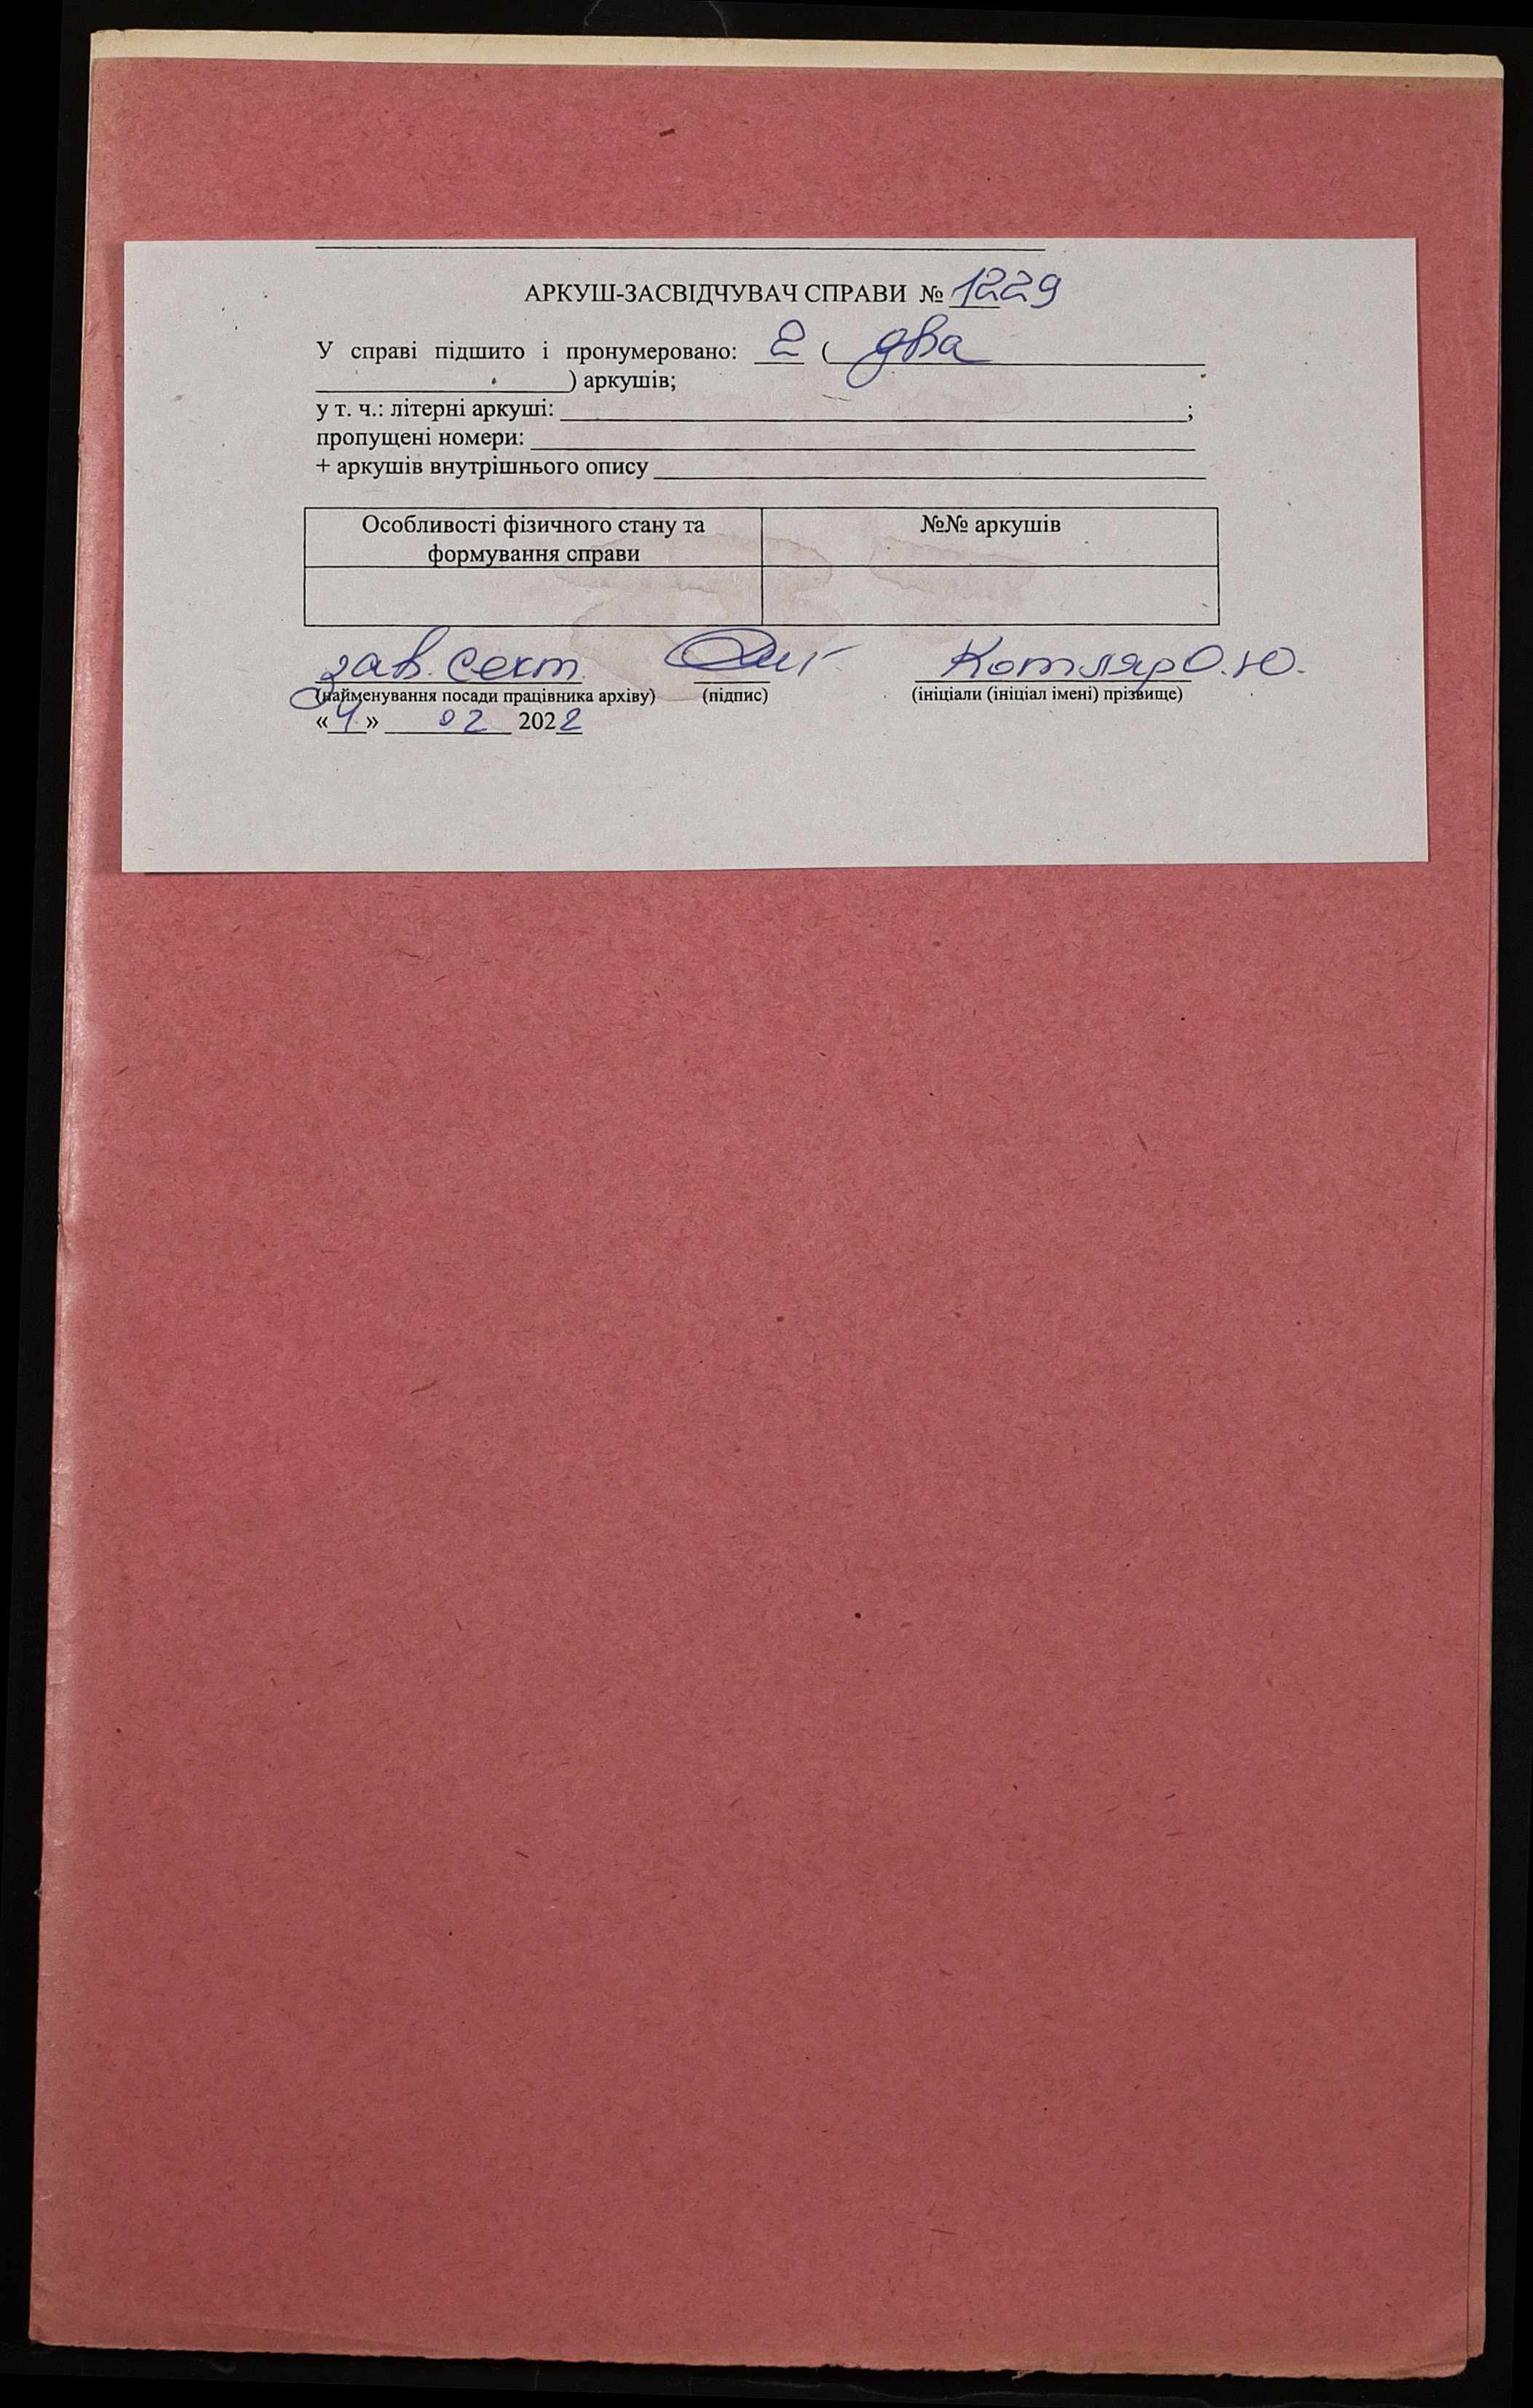 АРКУШ-ЗАСВІДЧУВАЧ СПРАВИ № 1229
У справі підшито і пронумеровано: 2 ( два
) аркушів;
у т. ч.: літерні аркуші: ;
пропущені номери:
+ аркушів внутрішнього опису
Особливості фізичного стану та формування справи
№№ аркушів
зав. сект. Котляр О.Ю.
(найменування посади працівника архіву) (підпис) (ініціали (ініціал імені) прізвище)
«4» 02 2022